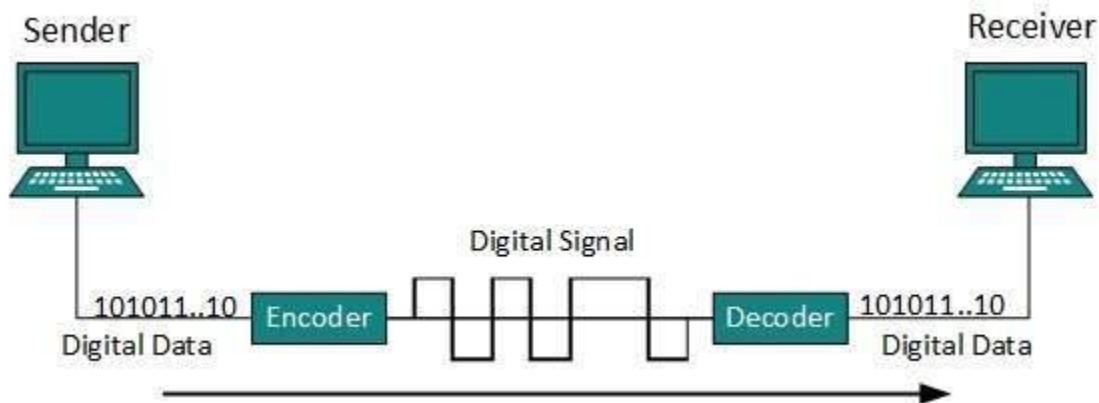 Sender
Receiver
Digital Signal
101011..10
Encoder
Decoder
101011..10
Digital Data
Digital Data